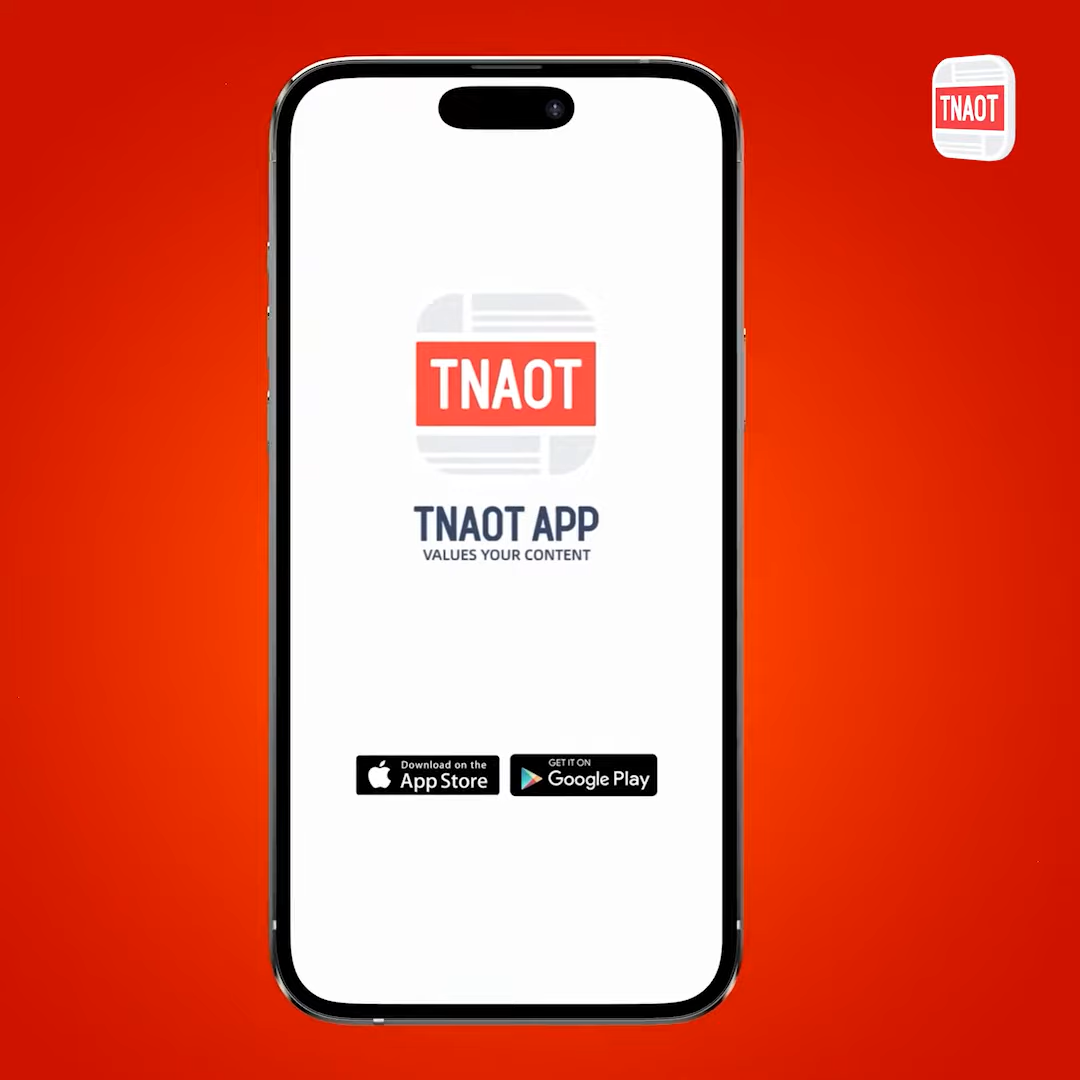 TNAOT
TNAOT
TNAOT APP
VALUES YOUR CONTENT
Download on the
App Store
GET IT ON
Google Play